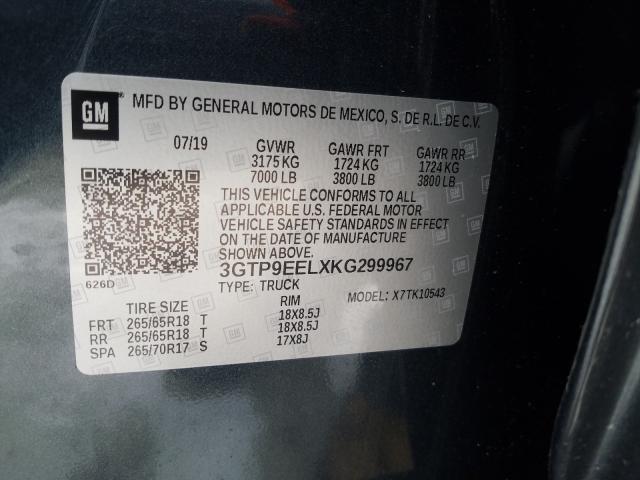 GM
MFD BY GENERAL MOTORS DE MEXICO, S. DE R.L. DE C.V.
07/19 GVWR GAWR FRT GAWR RR
3175 KG 1724 KG 1724 KG
7000 LB 3800 LB 3800 LB
THIS VEHICLE CONFORMS TO ALL
APPLICABLE U.S. FEDERAL MOTOR
VEHICLE SAFETY STANDARDS IN EFFECT
ON THE DATE OF MANUFACTURE
SHOWN ABOVE.
3GTP9EELXKG299967
626D
TYPE: TRUCK MODEL: X7TK10543
TIRE SIZE RIM
FRT 265/65R18 T 18X8.5J
RR 265/65R18 T 18X8.5J
SPA 265/70R17 S 17X8J